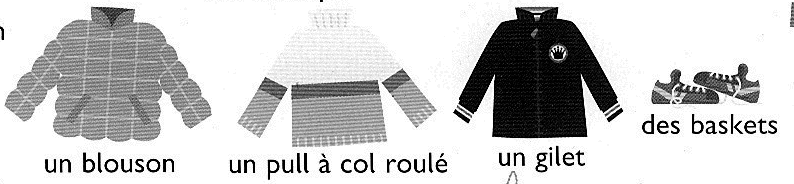 un blouson
un pull à col roulé
un gilet
des baskets